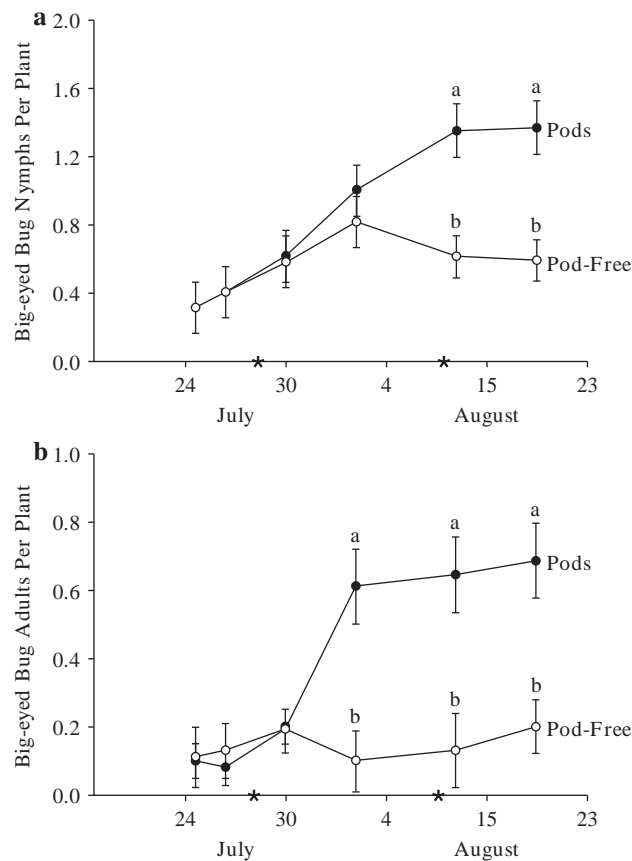 a
Big-eyed Bug Nymphs Per Plant
2.0
1.6
1.2
0.8
0.4
0.0
a a
Pods
b b
Pod-Free
* *
24 30 4 15 23
July August
b
Big-eyed Bug Adults Per Plant
1.0
0.8
0.6
0.4
0.2
0.0
a a a
Pods
b b b
Pod-Free
* *
24 30 4 15 23
July August